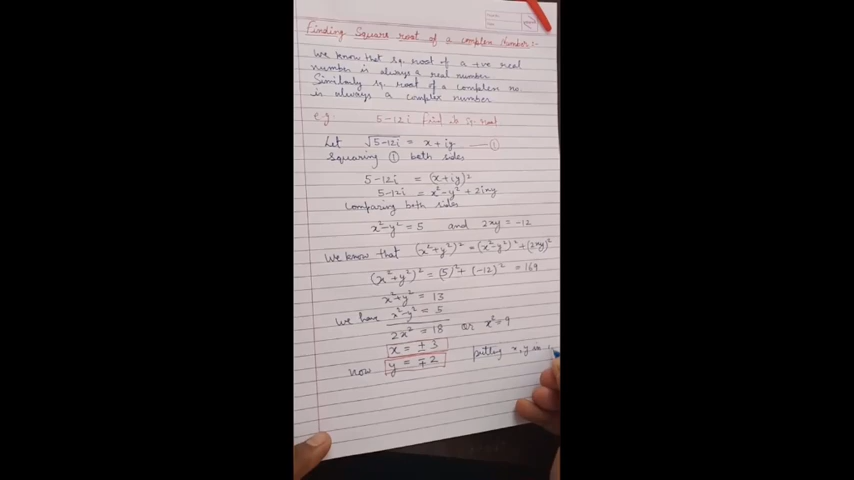 Finding Square root of a complex Number:-
We know that sq. root of a +ve real
number is always a real number
Similarly sq. root of a complex no.
is always a complex number
e.g 5-12i find its root
Let √5-12i = x + iy —①
Squaring ① both sides
5-12i = (x+iy)²
5-12i = x²-y² + 2ixy
Comparing both sides
x²-y² = 5 and 2xy = -12
We know that (x²+y²)² = (x²-y²)² + (2xy)²
(x²+y²)² = (5)² + (-12)² = 169
x²+y² = 13
We have x²-y² = 5
2x² = 18 or x² = 9
x = ± 3
Now y = ∓ 2 putting x, y in